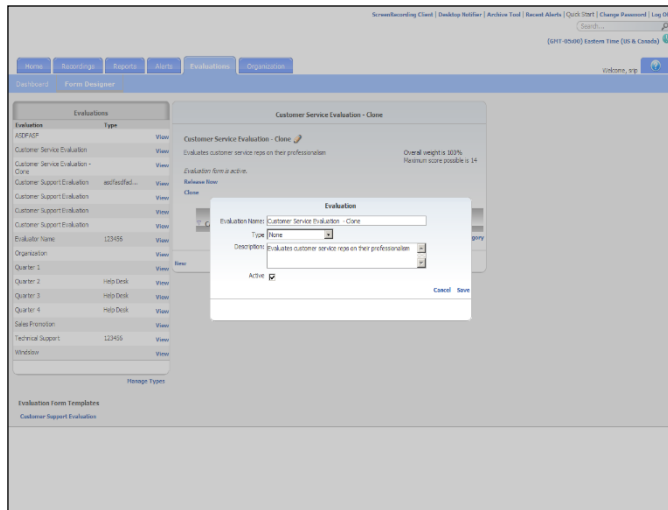 ScreenRecording Client | Desktop Notifier | Archive Tool | Recent Alerts | Quick Start | Change Password | Log O
Search...
(GMT-05:00) Eastern Time (US & Canada)
Home Recordings Reports Alerts Evaluations Organization
Welcome, srp
Dashboard Form Designer
Evaluations
Evaluation Type
ASDFASF View
Customer Service Evaluation View
Customer Service Evaluation - Clone View
Customer Support Evaluation asdfasdfad... View
Customer Support Evaluation View
Customer Support Evaluation View
Customer Support Evaluation View
Evaluator Name 123456 View
Organization View
Quarter 1 View
Quarter 2 Help Desk View
Quarter 3 Help Desk View
Quarter 4 Help Desk View
Sales Promotion View
Technical Support 123456 View
Windslow View
Manage Types
Evaluation Form Templates
Customer Support Evaluation
Customer Service Evaluation - Clone
Customer Service Evaluation - Clone
Evaluates customer service reps on their professionalism
Overall weight is 100%
Maximum score possible is 14
Evaluation form is active.
Release Now
Clone
New
Evaluation
Evaluation Name: Customer Service Evaluation - Clone
Type None
Description: Evaluates customer service reps on their professionalism
Active
Cancel Save